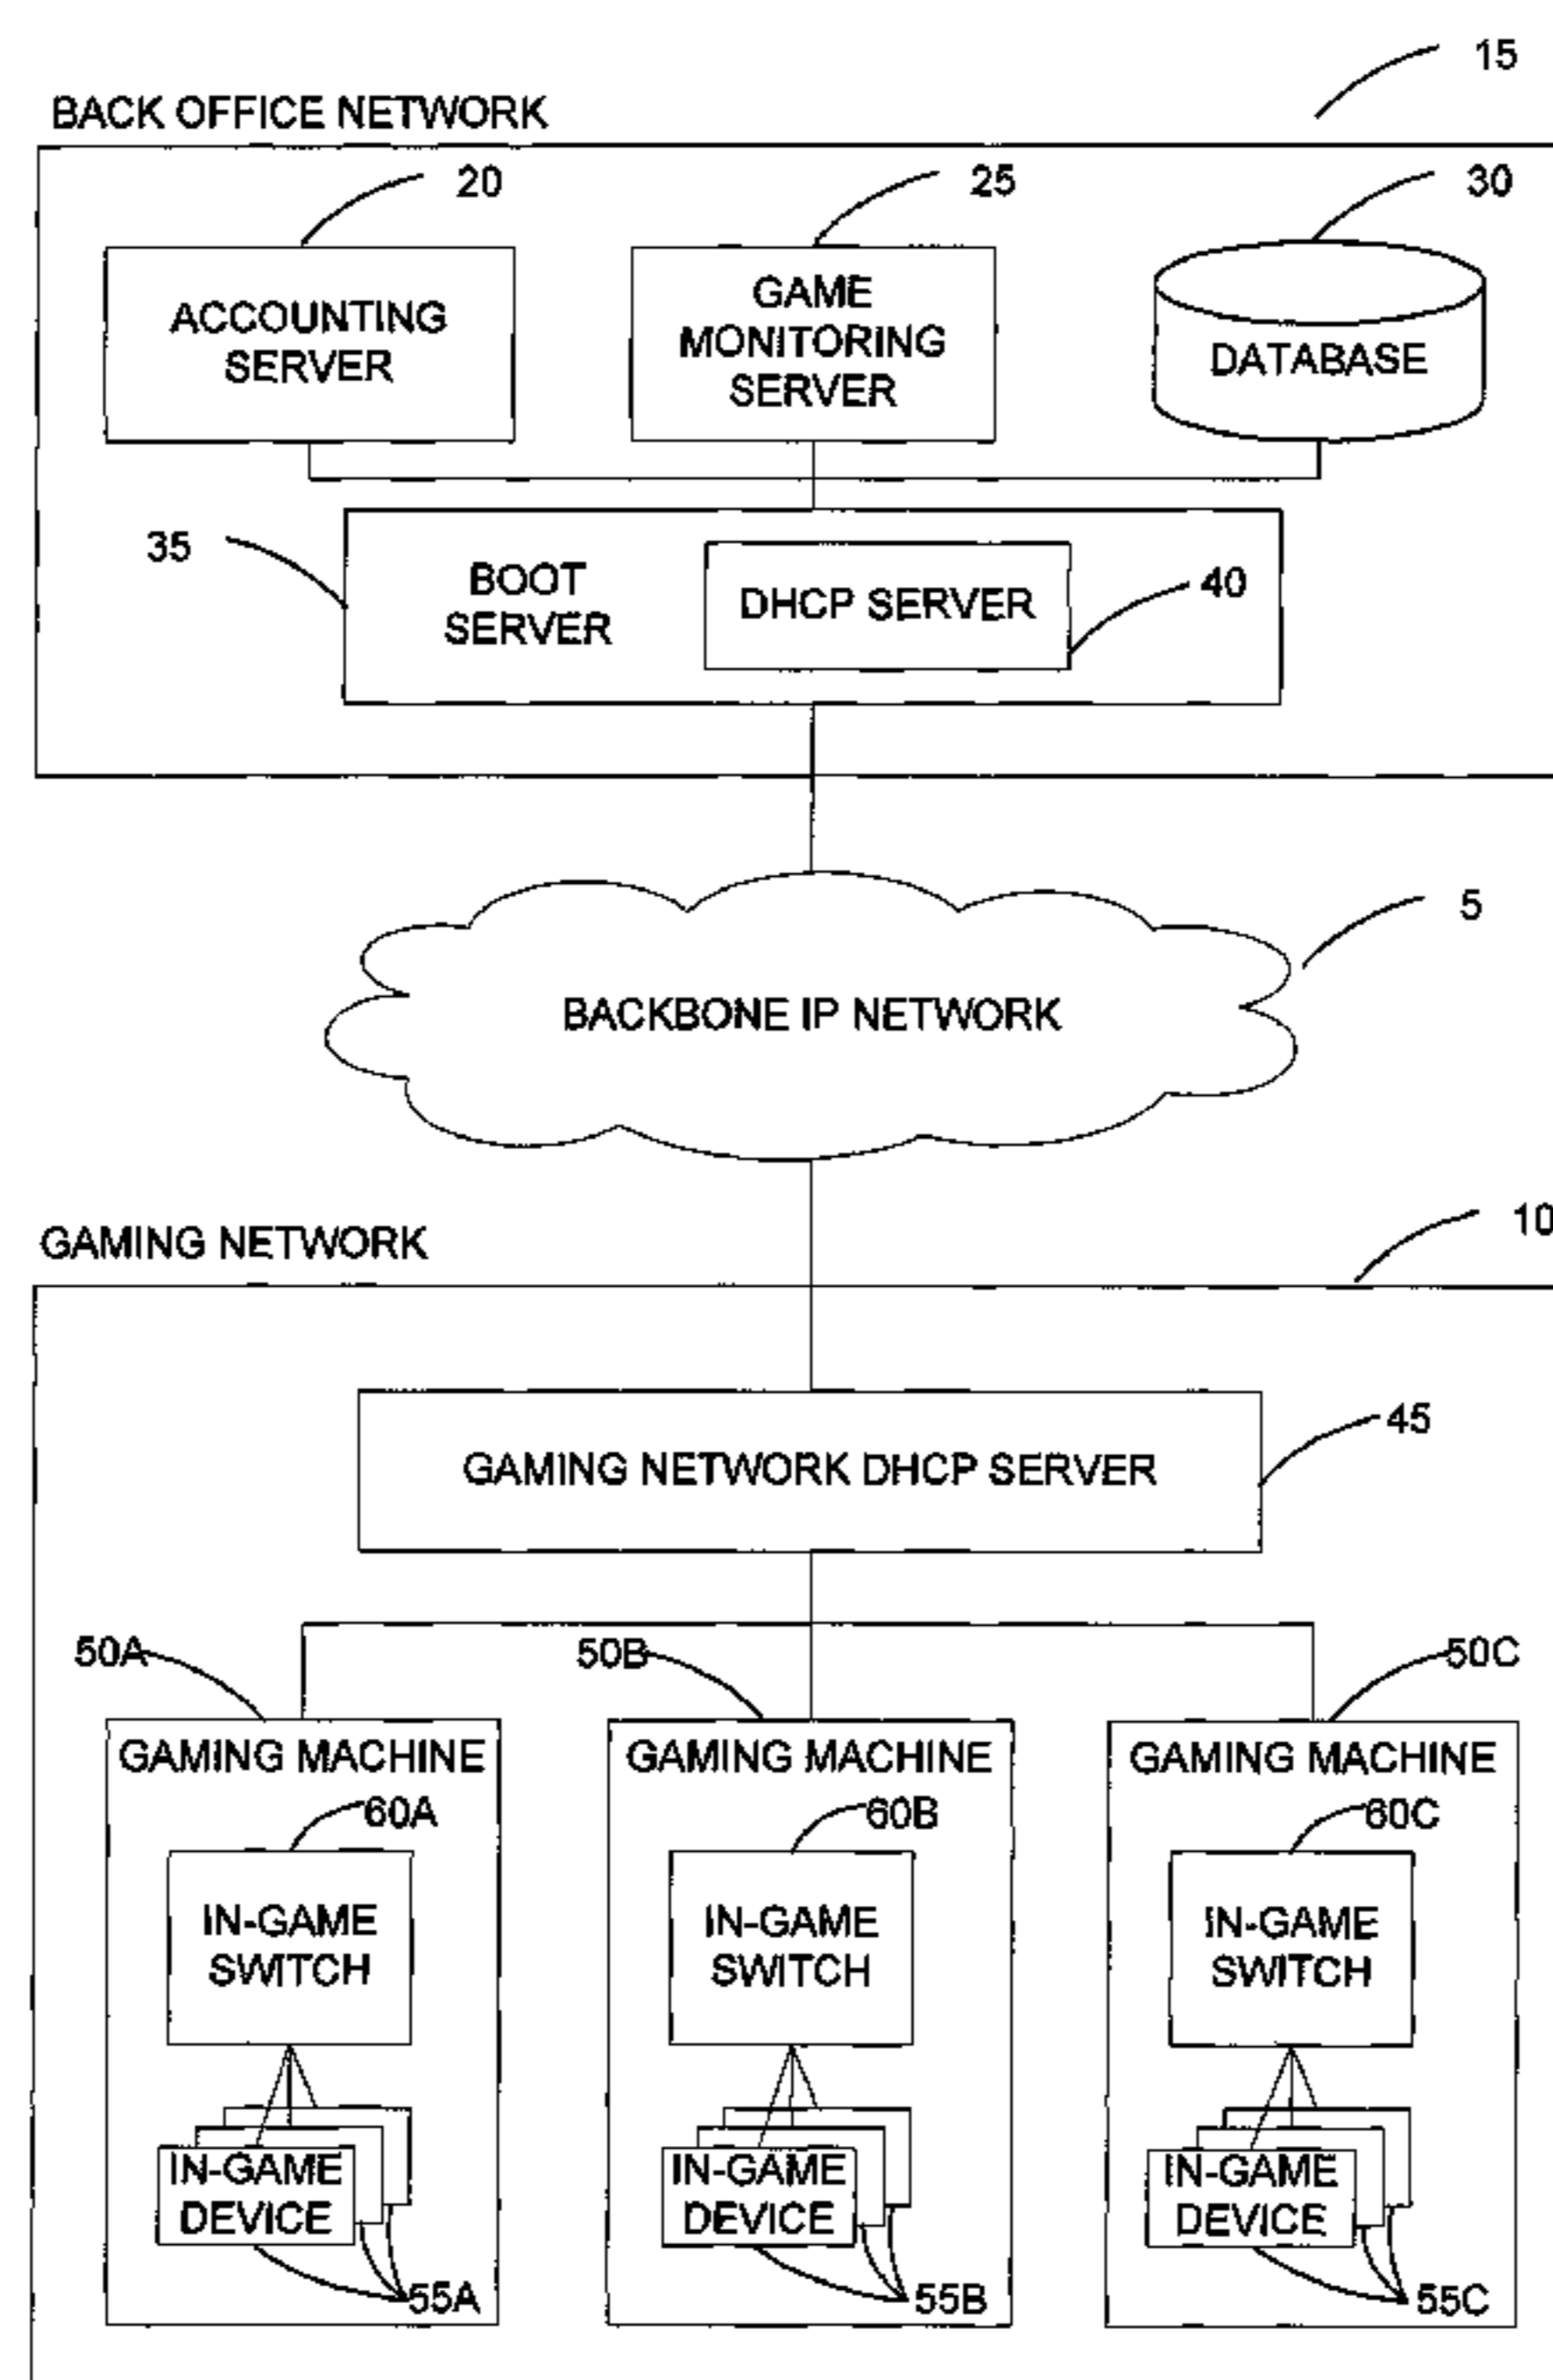 15
BACK OFFICE NETWORK
20
25
30
ACCOUNTING
SERVER
GAME
MONITORING
SERVER
DATABASE
35
BOOT
SERVER
DHCP SERVER
40
5
BACKBONE IP NETWORK
10
GAMING NETWORK
45
GAMING NETWORK DHCP SERVER
50A
50B
50C
GAMING MACHINE
GAMING MACHINE
GAMING MACHINE
60A
60B
60C
IN-GAME
SWITCH
IN-GAME
SWITCH
IN-GAME
SWITCH
IN-GAME
DEVICE
IN-GAME
DEVICE
IN-GAME
DEVICE
55A
55B
55C